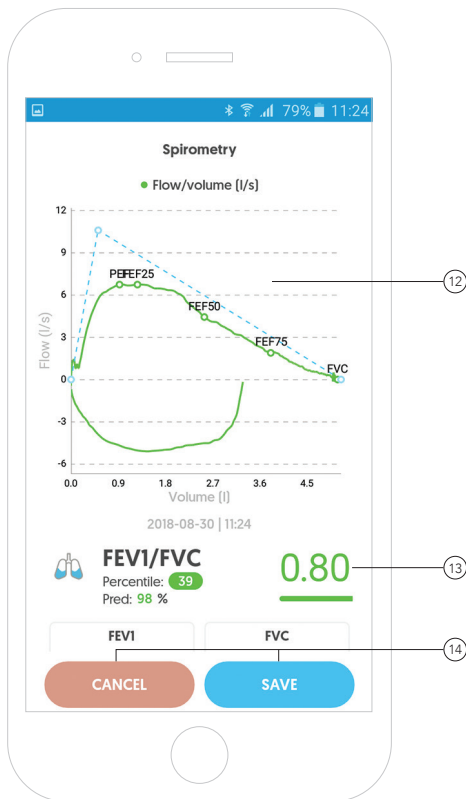 79% 11:24
Spirometry
Flow/volume (l/s)
12
9
6
3
0
-3
-6
Flow (l/s)
PEF
FEF25
FEF50
FEF75
FVC
0.0 0.9 1.8 2.7 3.6 4.5
Volume (l)
2018-08-30 | 11:24
FEV1/FVC
Percentile: 39
Pred: 98 %
0.80
FEV1 FVC
CANCEL SAVE
12
13
14